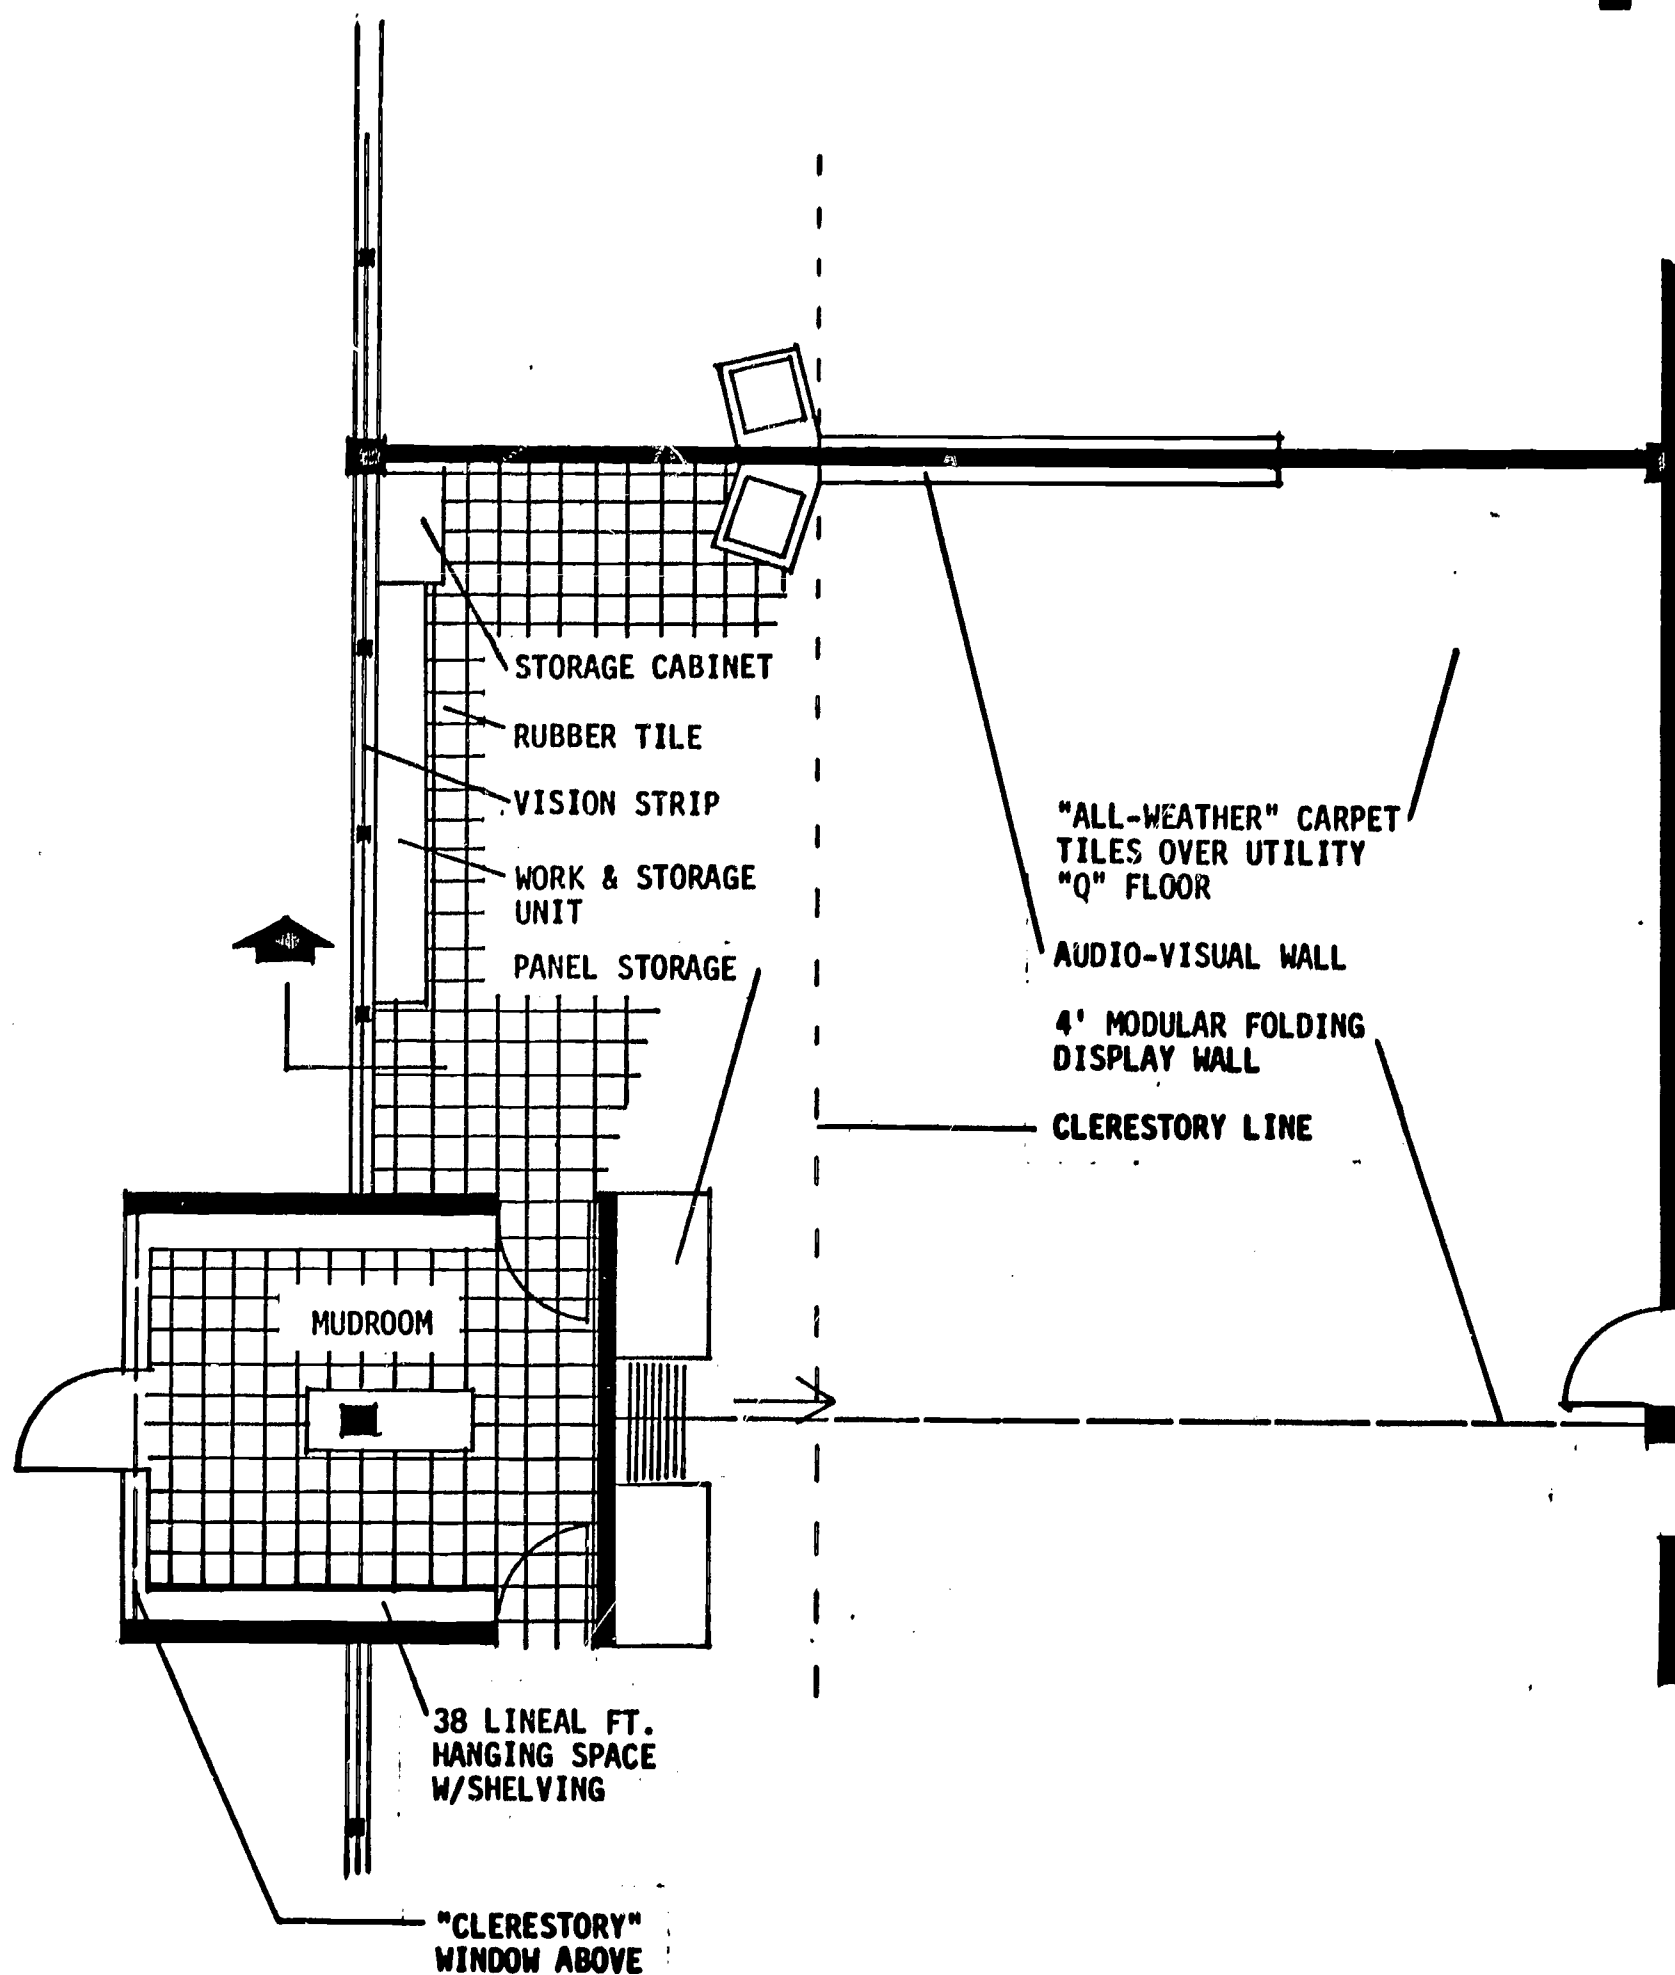 STORAGE CABINET
RUBBER TILE
VISION STRIP
WORK & STORAGE
UNIT
PANEL STORAGE
"ALL-WEATHER" CARPET
TILES OVER UTILITY
"Q" FLOOR
AUDIO-VISUAL WALL
4' MODULAR FOLDING
DISPLAY WALL
CLERESTORY LINE
MUDROOM
38 LINEAL FT.
HANGING SPACE
W/SHELVING
"CLERESTORY"
WINDOW ABOVE